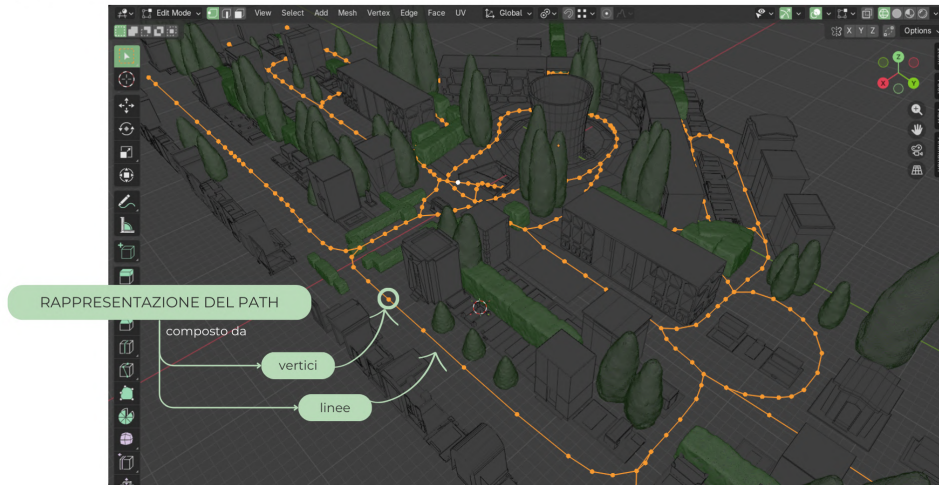 Edit Mode
View Select Add Mesh Vertex Edge Face UV
Global
X Y Z
Options
Z
X
Y
RAPPRESENTAZIONE DEL PATH
composto da
vertici
linee